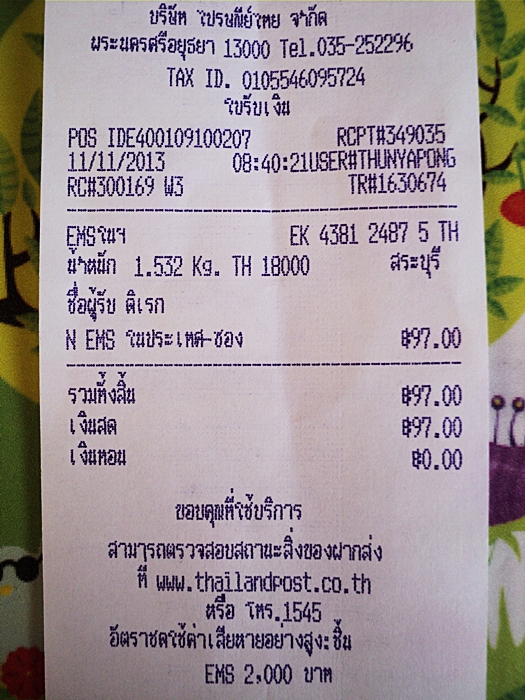 บริษัท ไปรษณีย์ไทย จำกัด
พระนครศรีอยุธยา 13000 Tel.035-252296
TAX ID. 0105546095724
ใบรับเงิน
POS IDE400109100207 RCPT#349035
11/11/2013 08:40:21USER#THUNYAPONG
RC#300169 W3 TR#1630674
EMSในฯ EK 4381 2487 5 TH
น้ำหนัก 1.532 Kg. TH 18000 สระบุรี
ชื่อผู้รับ ดิเรก
N EMS ในประเทศ-ซอง ฿97.00
รวมทั้งสิ้น ฿97.00
เงินสด ฿97.00
เงินทอน ฿0.00
ขอบคุณที่ใช้บริการ
สามารถตรวจสอบสถานะสิ่งของฝากส่ง
ที่ www.thailandpost.co.th
หรือ โทร.1545
อัตราชดใช้ค่าเสียหายอย่างสูงะชิ้น
EMS 2,000 บาท